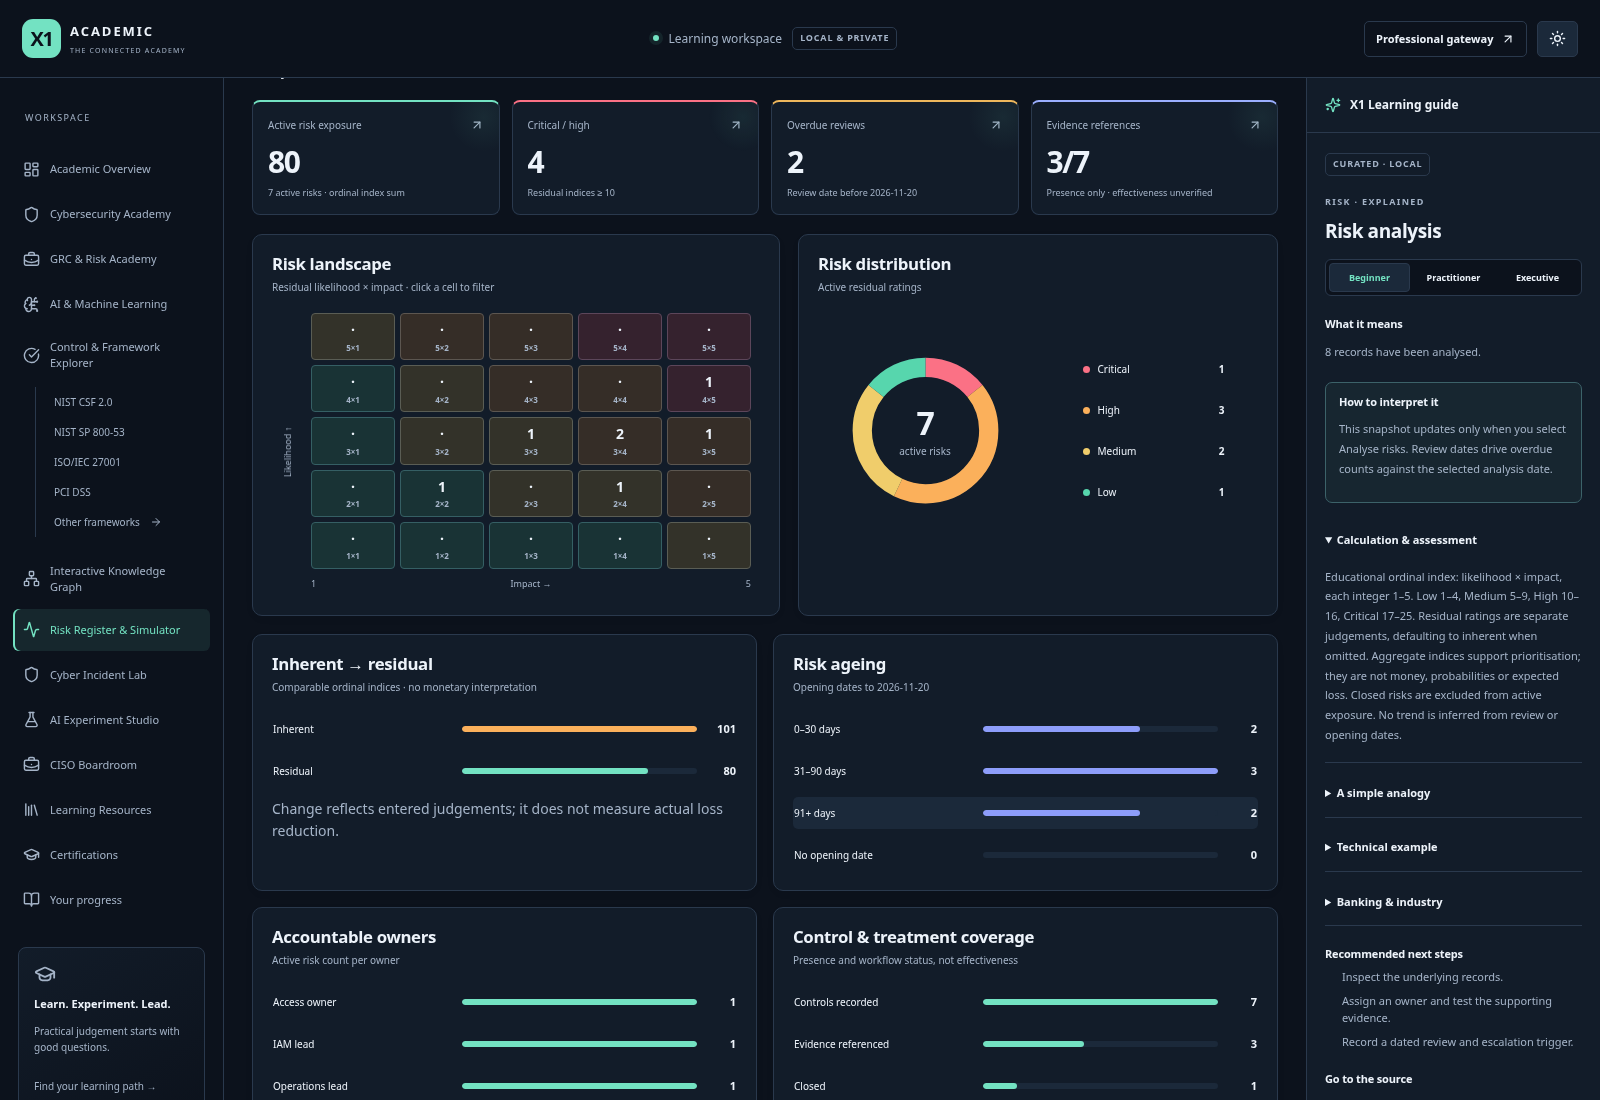 X1
ACADEMIC
THE CONNECTED ACADEMY
Learning workspace
LOCAL & PRIVATE
Professional gateway
WORKSPACE
Academic Overview
Cybersecurity Academy
GRC & Risk Academy
AI & Machine Learning
Control & Framework
Explorer
NIST CSF 2.0
NIST SP 800-53
ISO/IEC 27001
PCI DSS
Other frameworks →
Interactive Knowledge
Graph
Risk Register & Simulator
Cyber Incident Lab
AI Experiment Studio
CISO Boardroom
Learning Resources
Certifications
Your progress
Learn. Experiment. Lead.
Practical judgement starts with
good questions.
Find your learning path →
Active risk exposure
80
7 active risks · ordinal index sum
Critical / high
4
Residual indices ≥ 10
Overdue reviews
2
Review date before 2026-11-20
Evidence references
3/7
Presence only · effectiveness unverified
Risk landscape
Residual likelihood × impact · click a cell to filter
Likelihood ↑
· · · · ·
5×1 5×2 5×3 5×4 5×5
· · · · 1
4×1 4×2 4×3 4×4 4×5
· · 1 2 1
3×1 3×2 3×3 3×4 3×5
· 1 · 1 ·
2×1 2×2 2×3 2×4 2×5
· · · · ·
1×1 1×2 1×3 1×4 1×5
1 Impact → 5
Risk distribution
Active residual ratings
7
active risks
Critical 1
High 3
Medium 2
Low 1
Inherent → residual
Comparable ordinal indices · no monetary interpretation
Inherent 101
Residual 80
Change reflects entered judgements; it does not measure actual loss
reduction.
Risk ageing
Opening dates to 2026-11-20
0–30 days 2
31–90 days 3
91+ days 2
No opening date 0
Accountable owners
Active risk count per owner
Access owner 1
IAM lead 1
Operations lead 1
Control & treatment coverage
Presence and workflow status, not effectiveness
Controls recorded 7
Evidence referenced 3
Closed 1
X1 Learning guide
CURATED · LOCAL
RISK · EXPLAINED
Risk analysis
Beginner Practitioner Executive
What it means
8 records have been analysed.
How to interpret it
This snapshot updates only when you select
Analyse risks. Review dates drive overdue
counts against the selected analysis date.
▼ Calculation & assessment
Educational ordinal index: likelihood × impact,
each integer 1–5. Low 1–4, Medium 5–9, High 10–
16, Critical 17–25. Residual ratings are separate
judgements, defaulting to inherent when
omitted. Aggregate indices support prioritisation;
they are not money, probabilities or expected
loss. Closed risks are excluded from active
exposure. No trend is inferred from review or
opening dates.
▶ A simple analogy
▶ Technical example
▶ Banking & industry
Recommended next steps
Inspect the underlying records.
Assign an owner and test the supporting
evidence.
Record a dated review and escalation trigger.
Go to the source